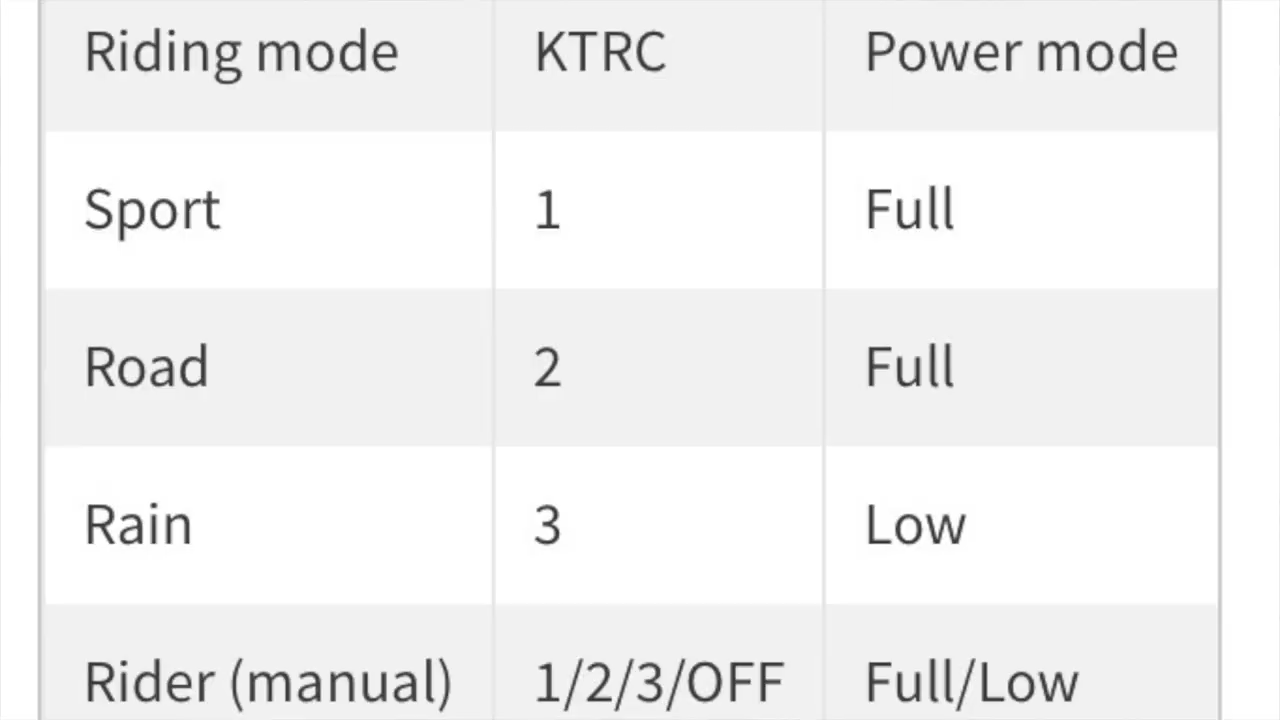 Riding mode KTRC Power mode
Sport 1 Full
Road 2 Full
Rain 3 Low
Rider (manual) 1/2/3/OFF Full/Low